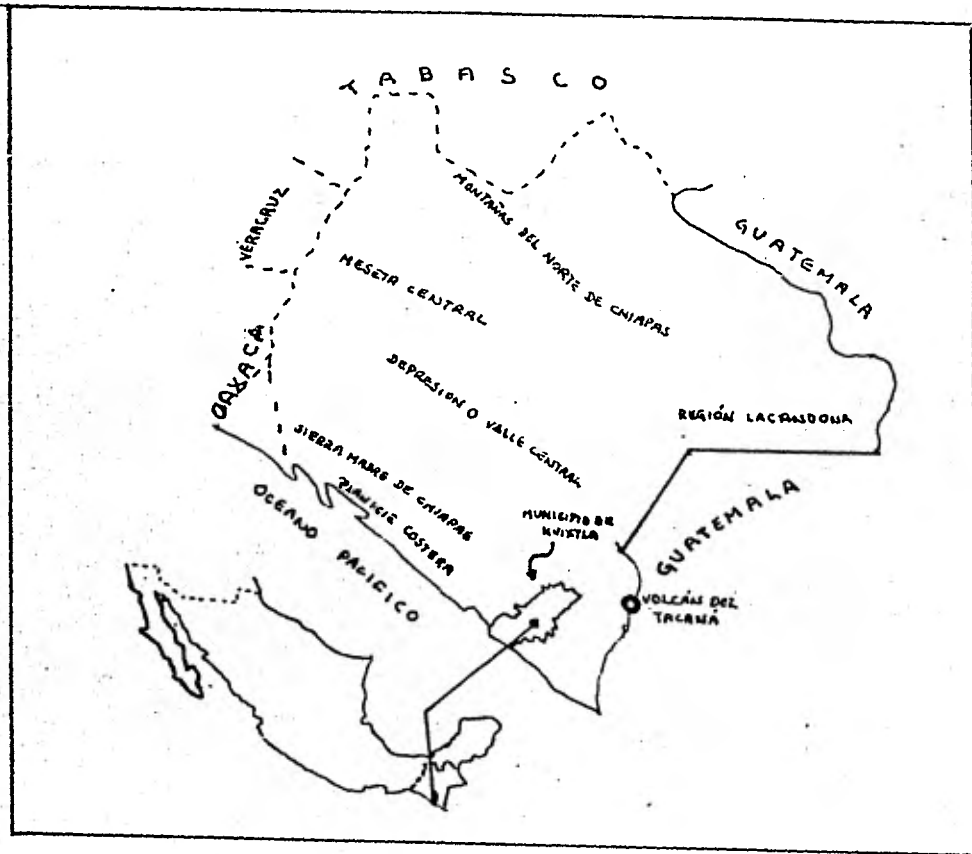 TABASCO
VERACRUZ
MONTAÑAS DEL NORTE DE CHIAPAS
GUATEMALA
MESETA CENTRAL
OAXACA
DEPRESION O VALLE CENTRAL
REGIÓN LACANDONA
SIERRA MADRE DE CHIAPAS
PLANICIE COSTERA
OCEANO PACIFICO
MUNICIPIO DE
HUIXTLA
GUATEMALA
VOLCÁN DEL
TACANÁ